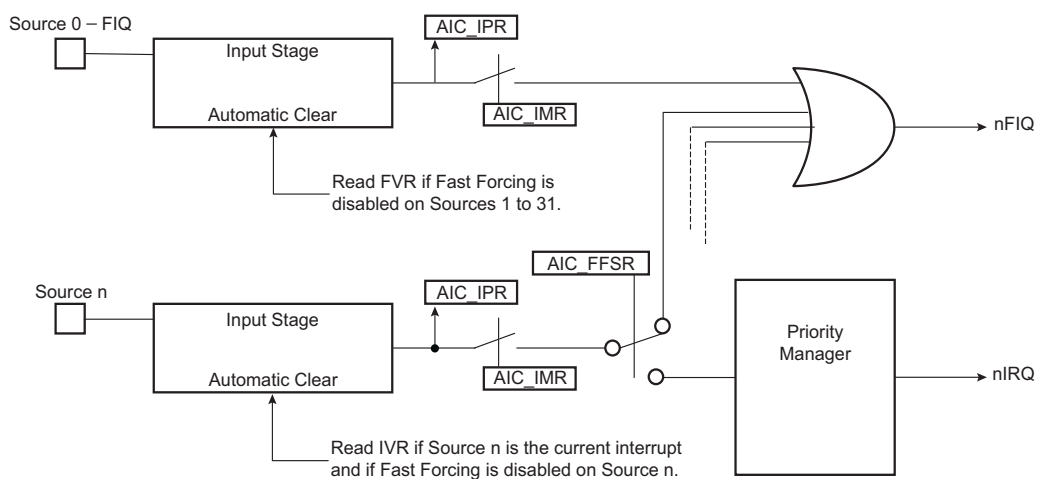 Source 0 – FIQ
AIC_IPR
Input Stage
Automatic Clear
AIC_IMR
nFIQ
Read FVR if Fast Forcing is
disabled on Sources 1 to 31.
AIC_FFSR
Source n
AIC_IPR
Input Stage
Priority
Manager
Automatic Clear
AIC_IMR
nIRQ
Read IVR if Source n is the current interrupt
and if Fast Forcing is disabled on Source n.